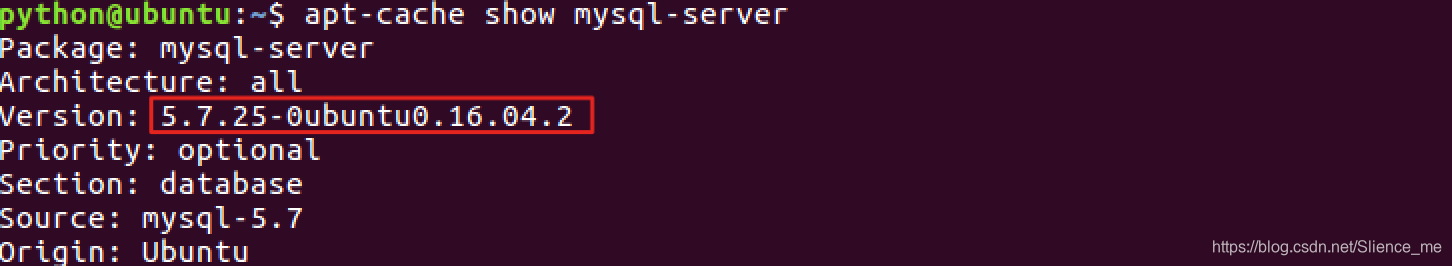 python@ubuntu:~$ apt-cache show mysql-server
Package: mysql-server
Architecture: all
Version: 5.7.25-0ubuntu0.16.04.2
Priority: optional
Section: database
Source: mysql-5.7
Origin: Ubuntu
https://blog.csdn.net/Slience_me